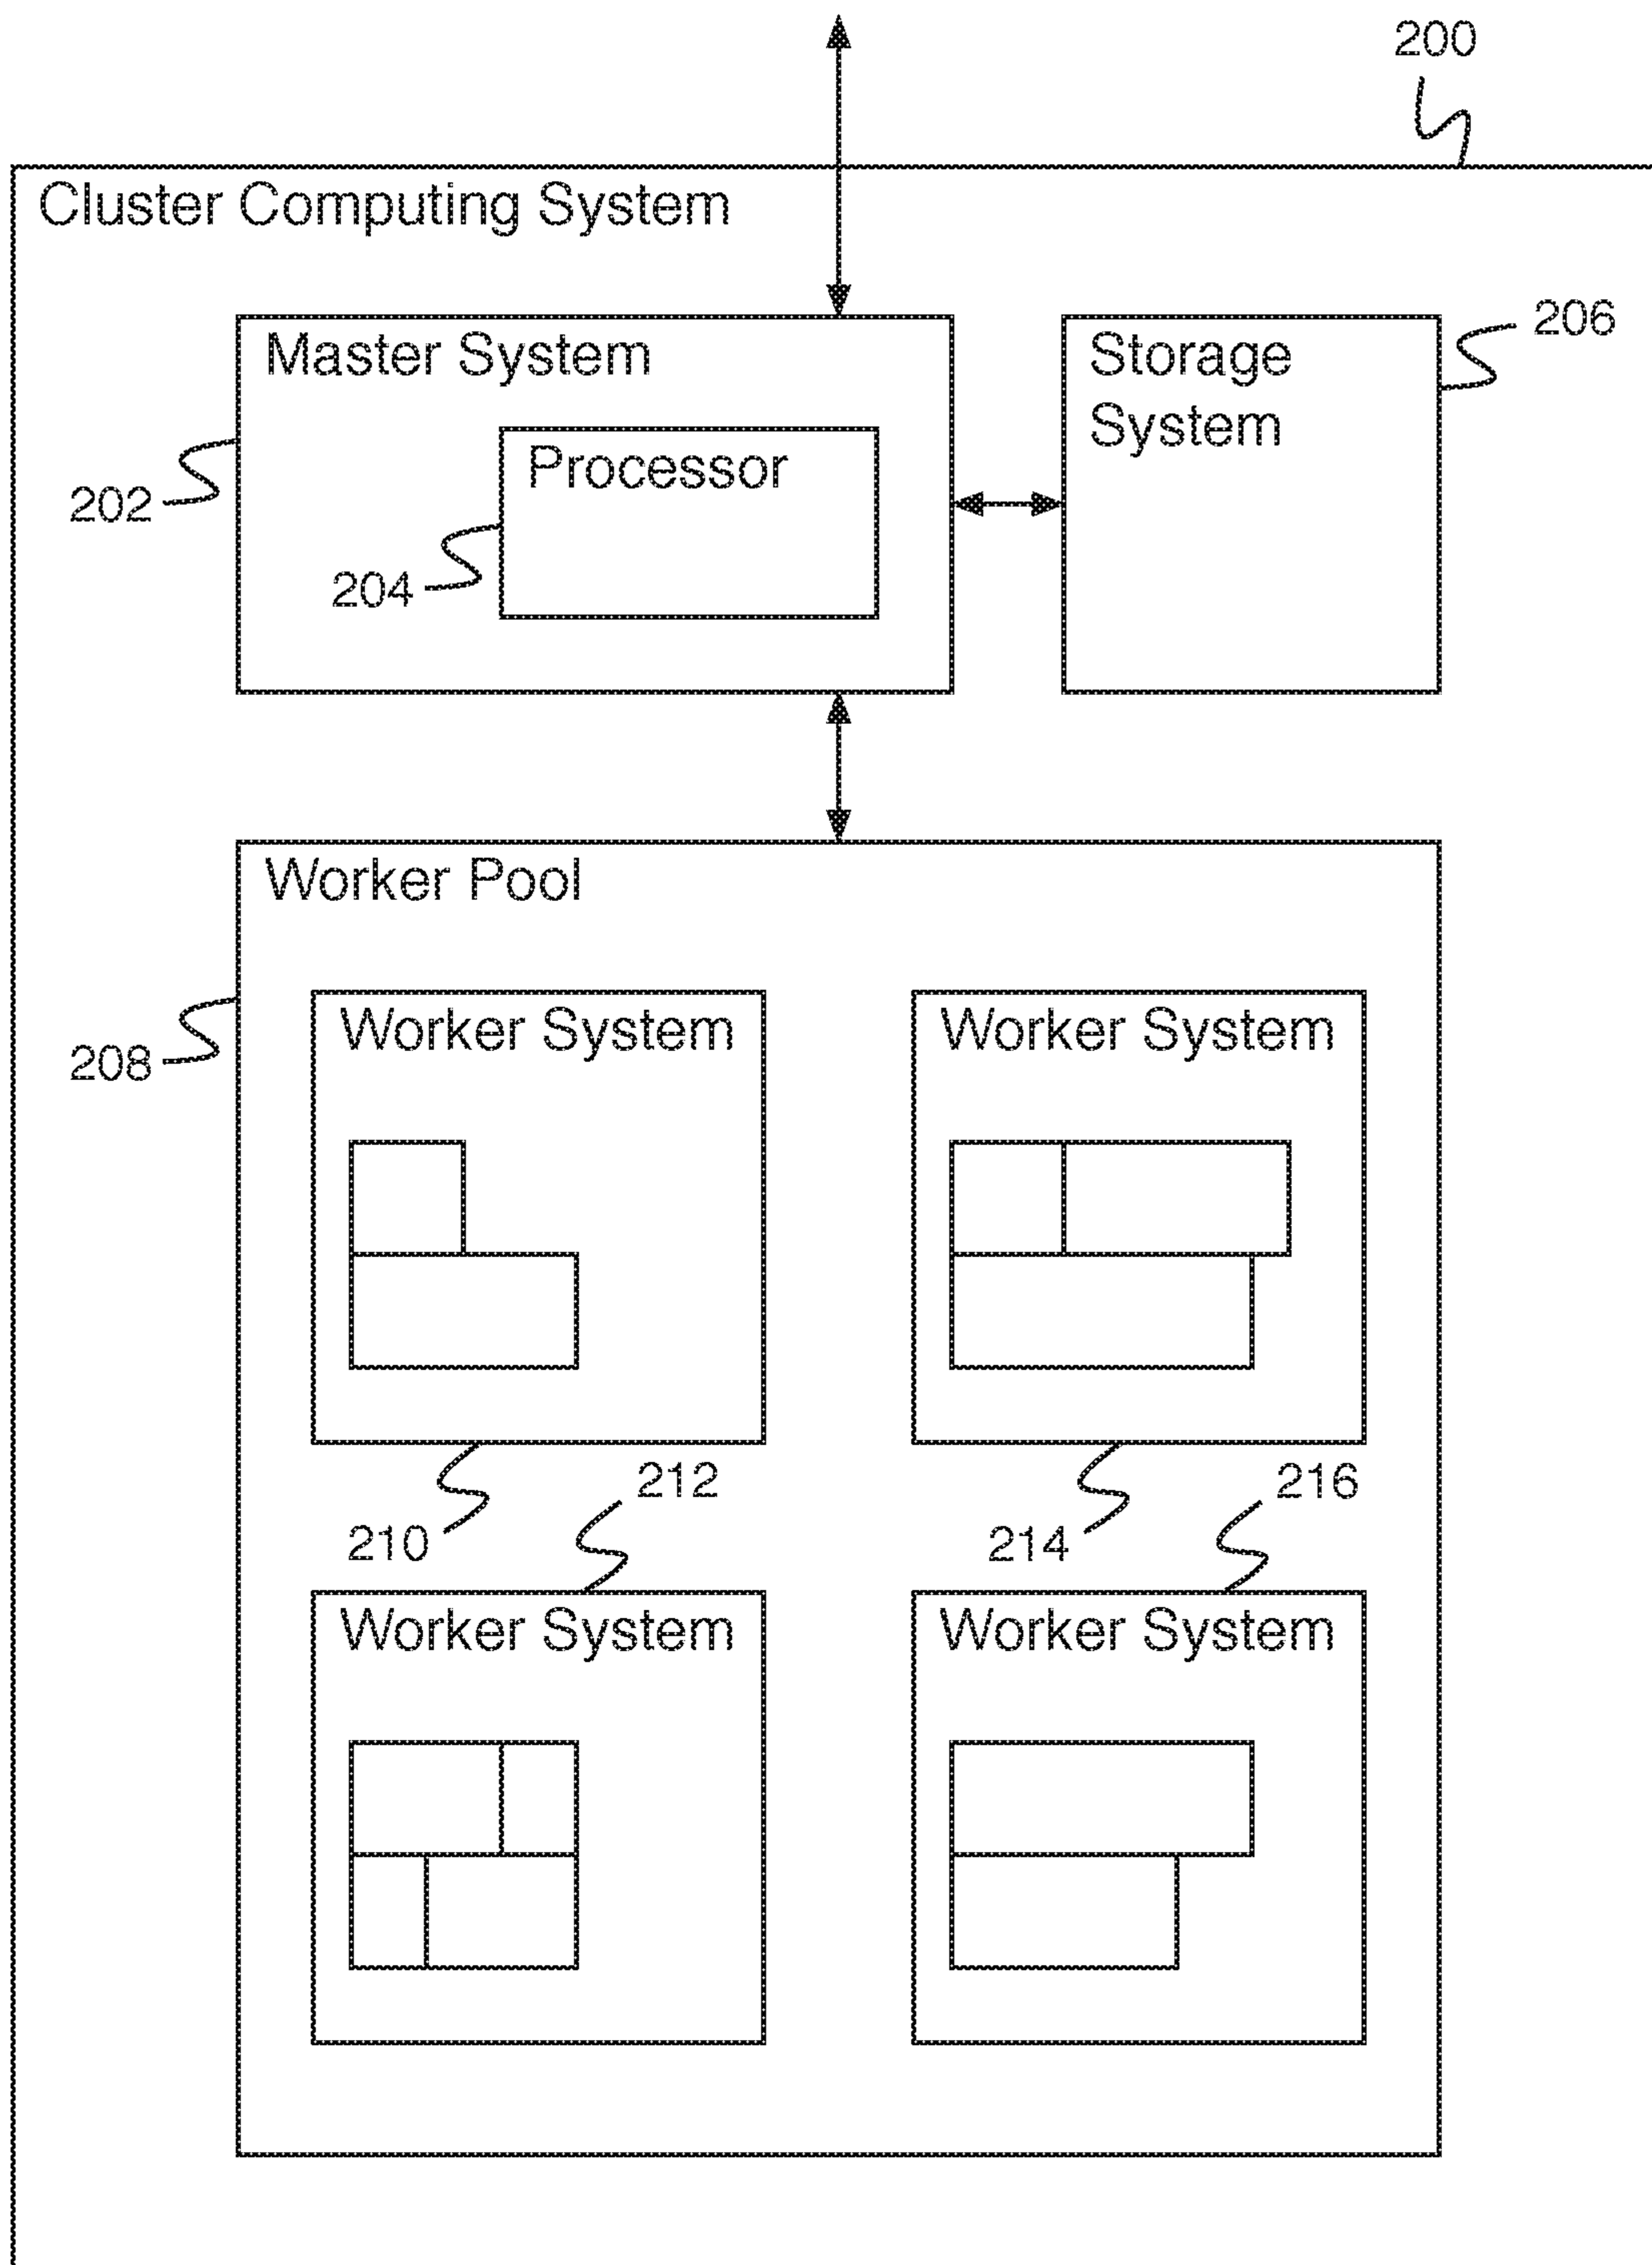 200
Cluster Computing System
Master System
Storage
System
206
Processor
202
204
Worker Pool
Worker System
Worker System
208
212
216
210
214
Worker System
Worker System